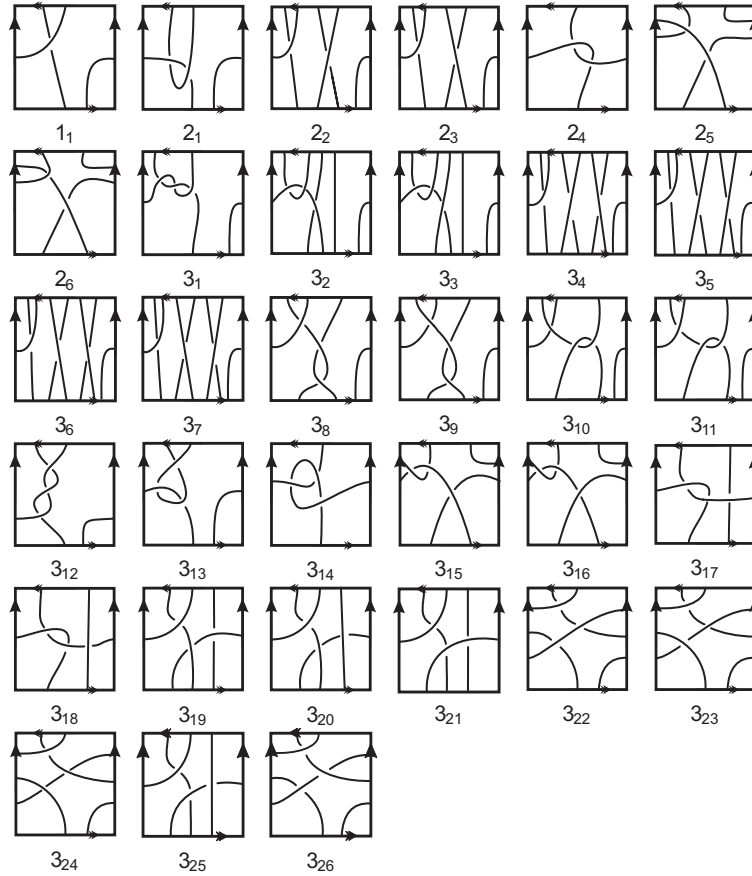 1₁ 2₁ 2₂ 2₃ 2₄ 2₅
2₆ 3₁ 3₂ 3₃ 3₄ 3₅
3₆ 3₇ 3₈ 3₉ 3₁₀ 3₁₁
3₁₂ 3₁₃ 3₁₄ 3₁₅ 3₁₆ 3₁₇
3₁₈ 3₁₉ 3₂₀ 3₂₁ 3₂₂ 3₂₃
3₂₄ 3₂₅ 3₂₆